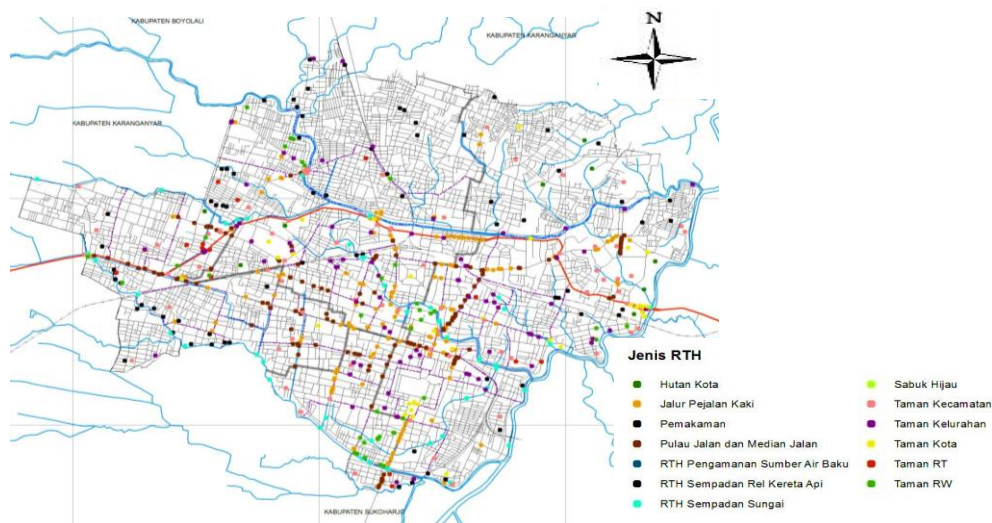 KABUPATEN BOYOLALI
N
KABUPATEN KARANGANYAR
KABUPATEN KARANGANYAR
Jenis RTH
Hutan Kota
Jalur Pejalan Kaki
Pemakaman
Pulau Jalan dan Median Jalan
RTH Pengamanan Sumber Air Baku
RTH Sempadan Rel Kereta Api
RTH Sempadan Sungai
Sabuk Hijau
Taman Kecamatan
Taman Kelurahan
Taman Kota
Taman RT
Taman RW
KABUPATEN SUKOHARJO